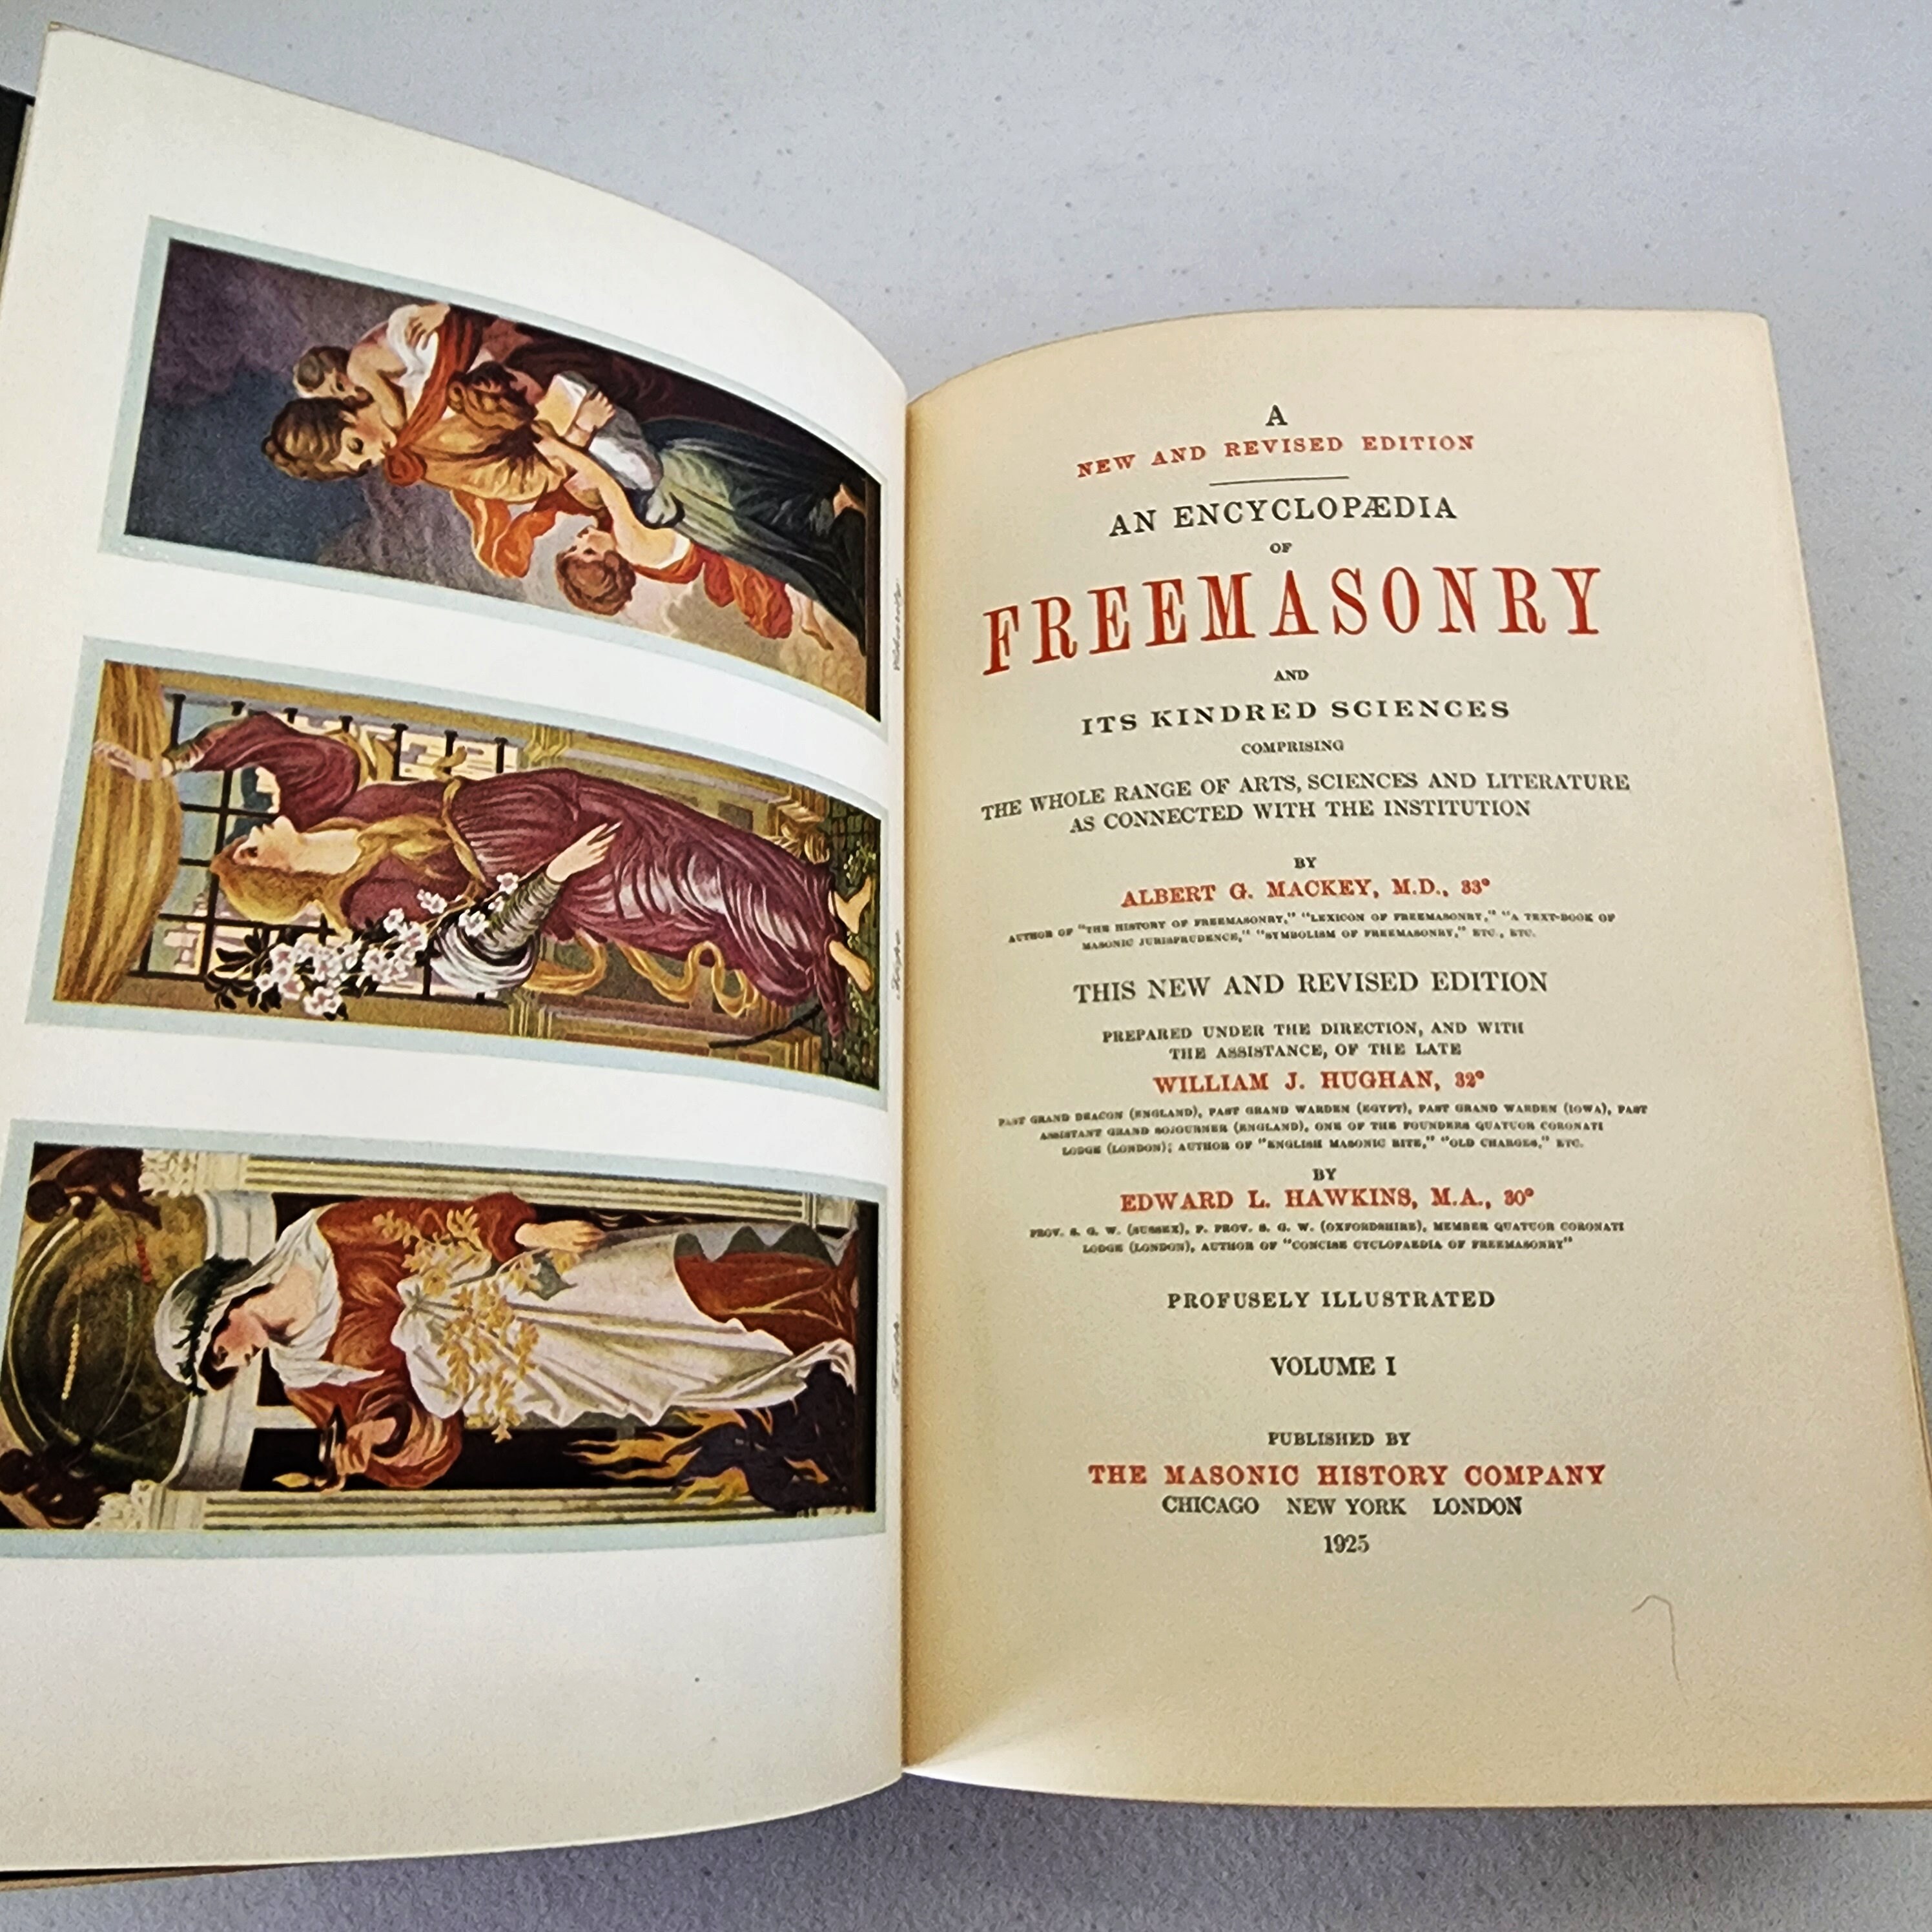 A
NEW AND REVISED EDITION
AN ENCYCLOPÆDIA
OF
FREEMASONRY
AND
ITS KINDRED SCIENCES
COMPRISING
THE WHOLE RANGE OF ARTS, SCIENCES AND LITERATURE
AS CONNECTED WITH THE INSTITUTION
BY
ALBERT G. MACKEY, M.D., 33°
AUTHOR OF "THE HISTORY OF FREEMASONRY," "LEXICON OF FREEMASONRY," "A TEXT-BOOK OF
MASONIC JURISPRUDENCE," "SYMBOLISM OF FREEMASONRY," ETC., ETC.
THIS NEW AND REVISED EDITION
PREPARED UNDER THE DIRECTION, AND WITH
THE ASSISTANCE, OF THE LATE
WILLIAM J. HUGHAN, 32°
PAST GRAND DEACON (ENGLAND), PAST GRAND WARDEN (EGYPT), PAST GRAND WARDEN (IOWA), PAST
ASSISTANT GRAND SOJOURNER (ENGLAND), ONE OF THE FOUNDERS QUATUOR CORONATI
LODGE (LONDON); AUTHOR OF "ENGLISH MASONIC RITE," "OLD CHARGES," ETC.
BY
EDWARD L. HAWKINS, M.A., 30°
PROV. S. G. W. (SUSSEX), P. PROV. S. G. W. (OXFORDSHIRE), MEMBER QUATUOR CORONATI
LODGE (LONDON), AUTHOR OF "CONCISE CYCLOPAEDIA OF FREEMASONRY"
PROFUSELY ILLUSTRATED
VOLUME I
PUBLISHED BY
THE MASONIC HISTORY COMPANY
CHICAGO NEW YORK LONDON
1925